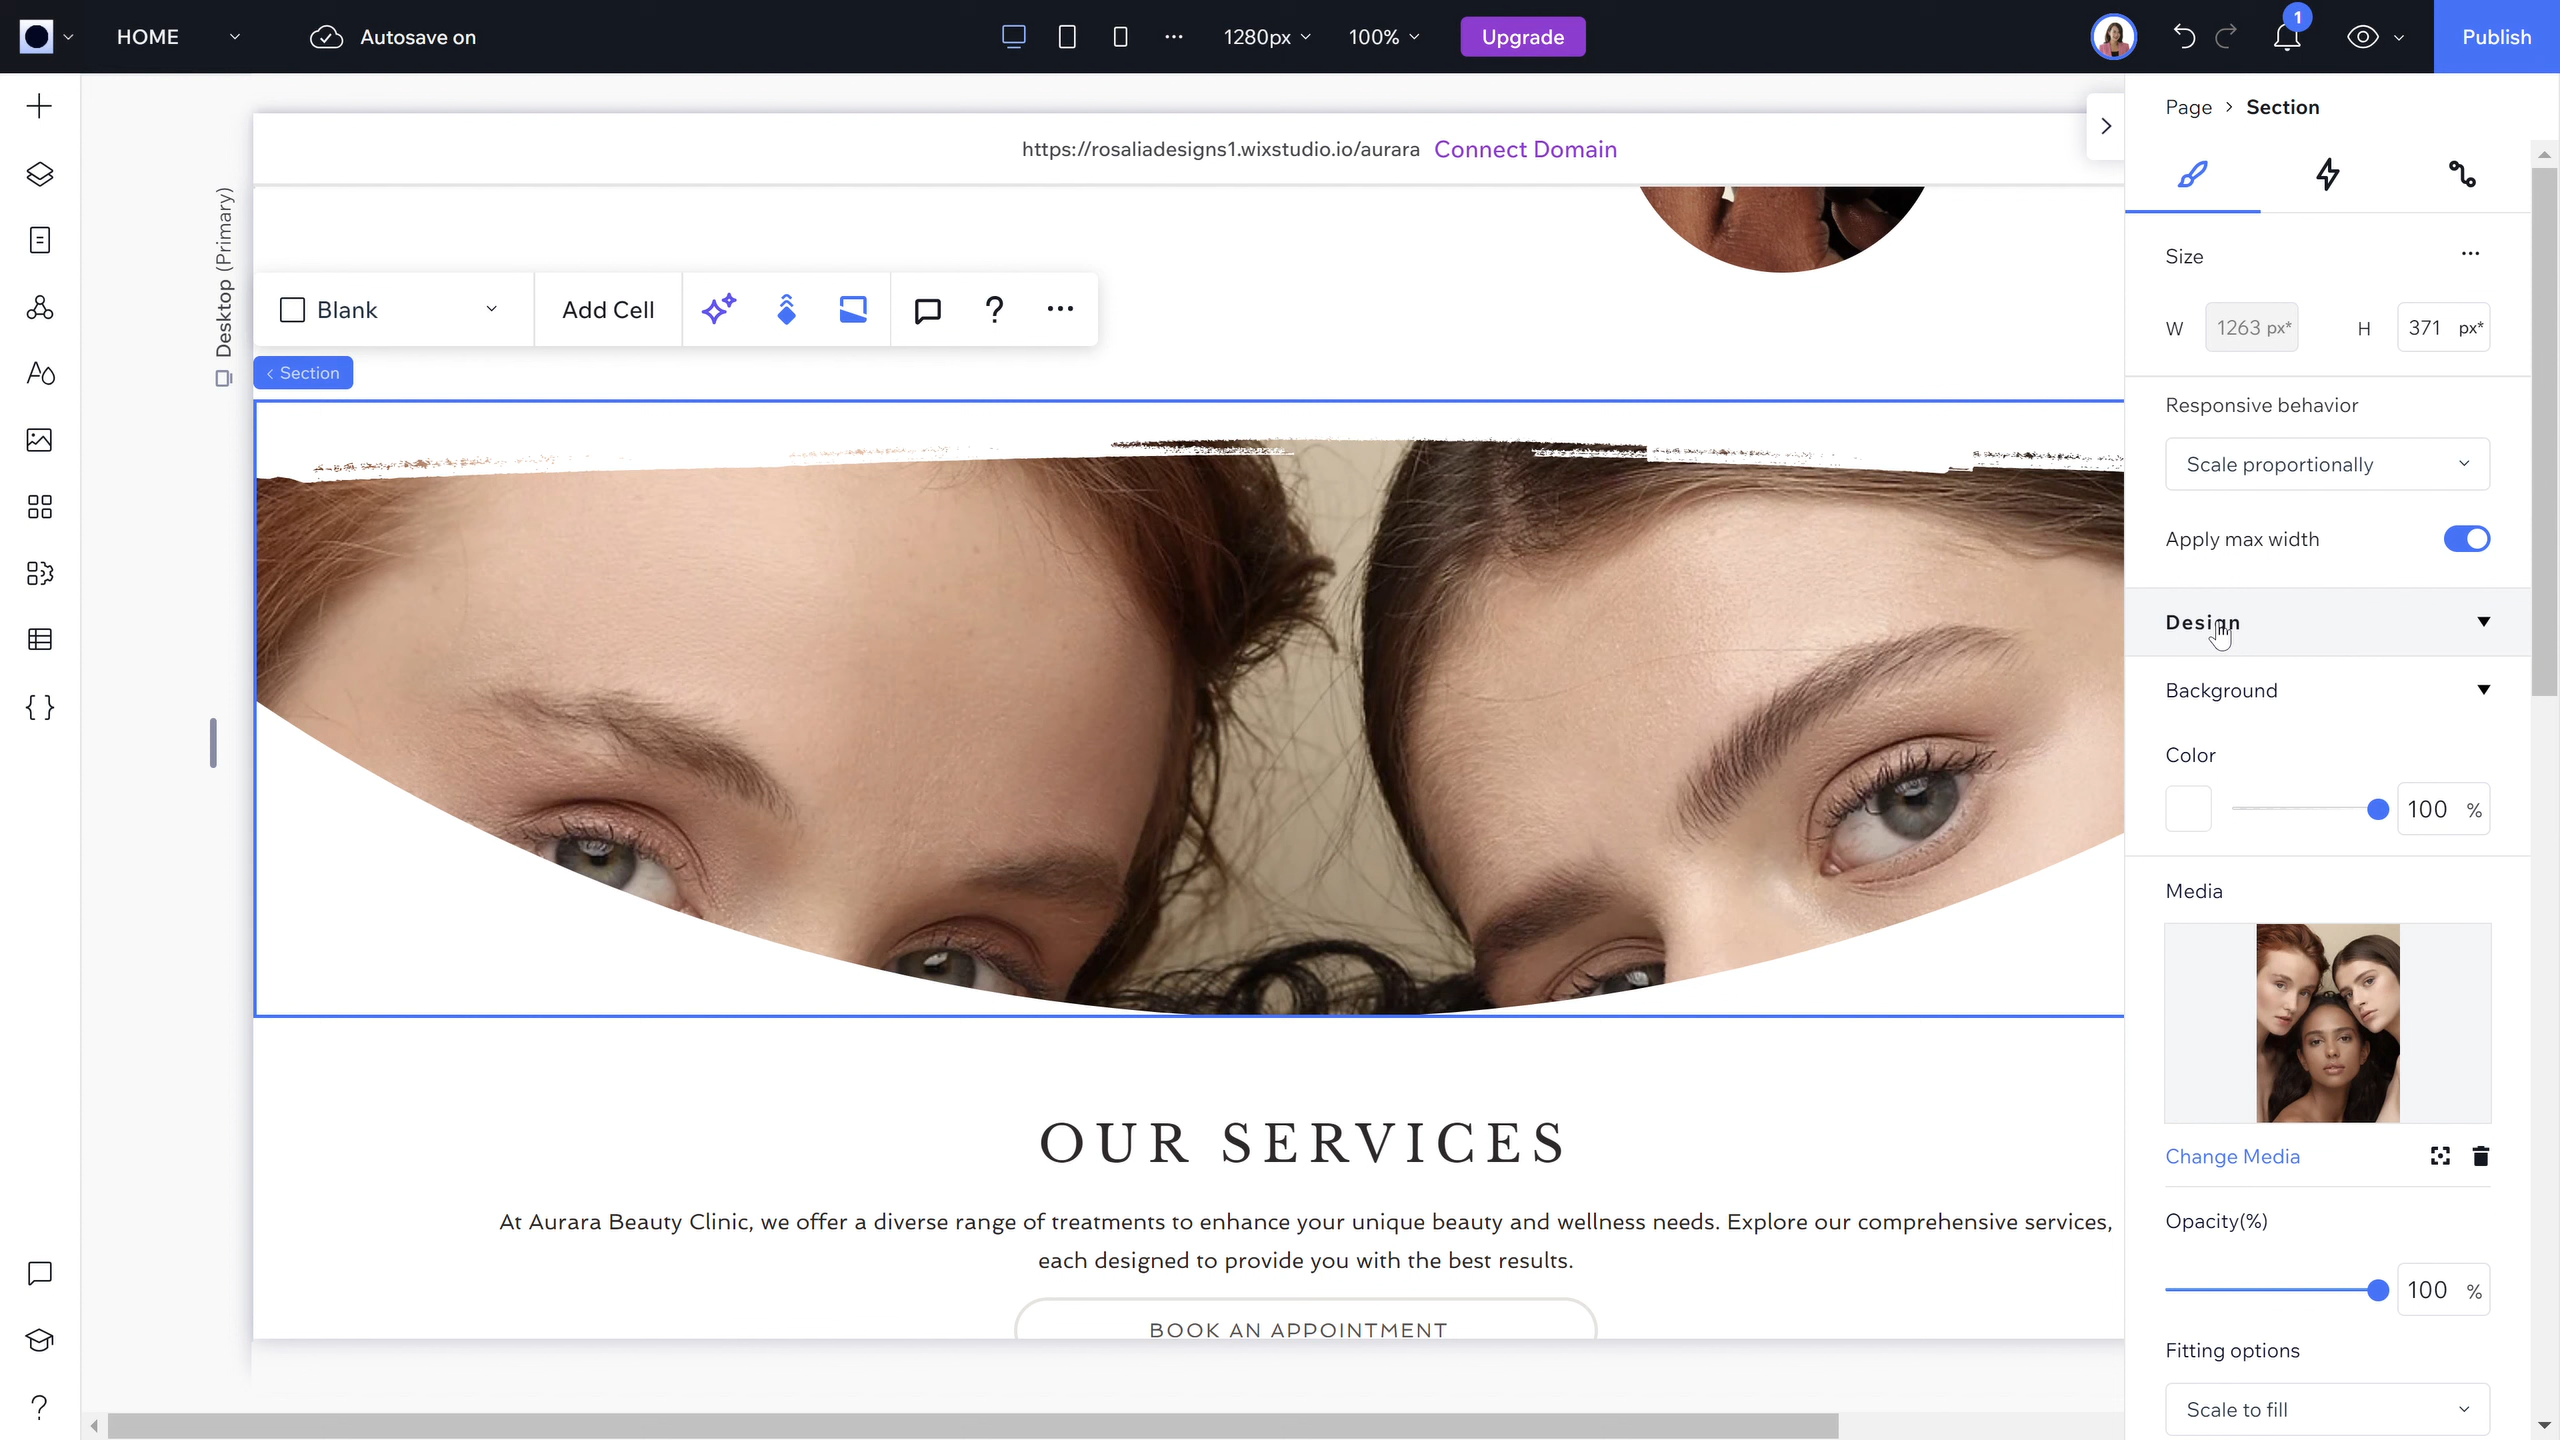 HOME
Autosave on
1280px
100%
Upgrade
1
Publish
Page > Section
https://rosaliadesigns1.wixstudio.io/aurara Connect Domain
Desktop (Primary)
Blank
Add Cell
?
< Section
Size
W 1263 px*
H 371 px*
Responsive behavior
Scale proportionally
Apply max width
Design
Background
Color
100 %
Media
Change Media
Opacity(%)
100 %
Fitting options
Scale to fill
OUR SERVICES
At Aurara Beauty Clinic, we offer a diverse range of treatments to enhance your unique beauty and wellness needs. Explore our comprehensive services,
each designed to provide you with the best results.
BOOK AN APPOINTMENT
?